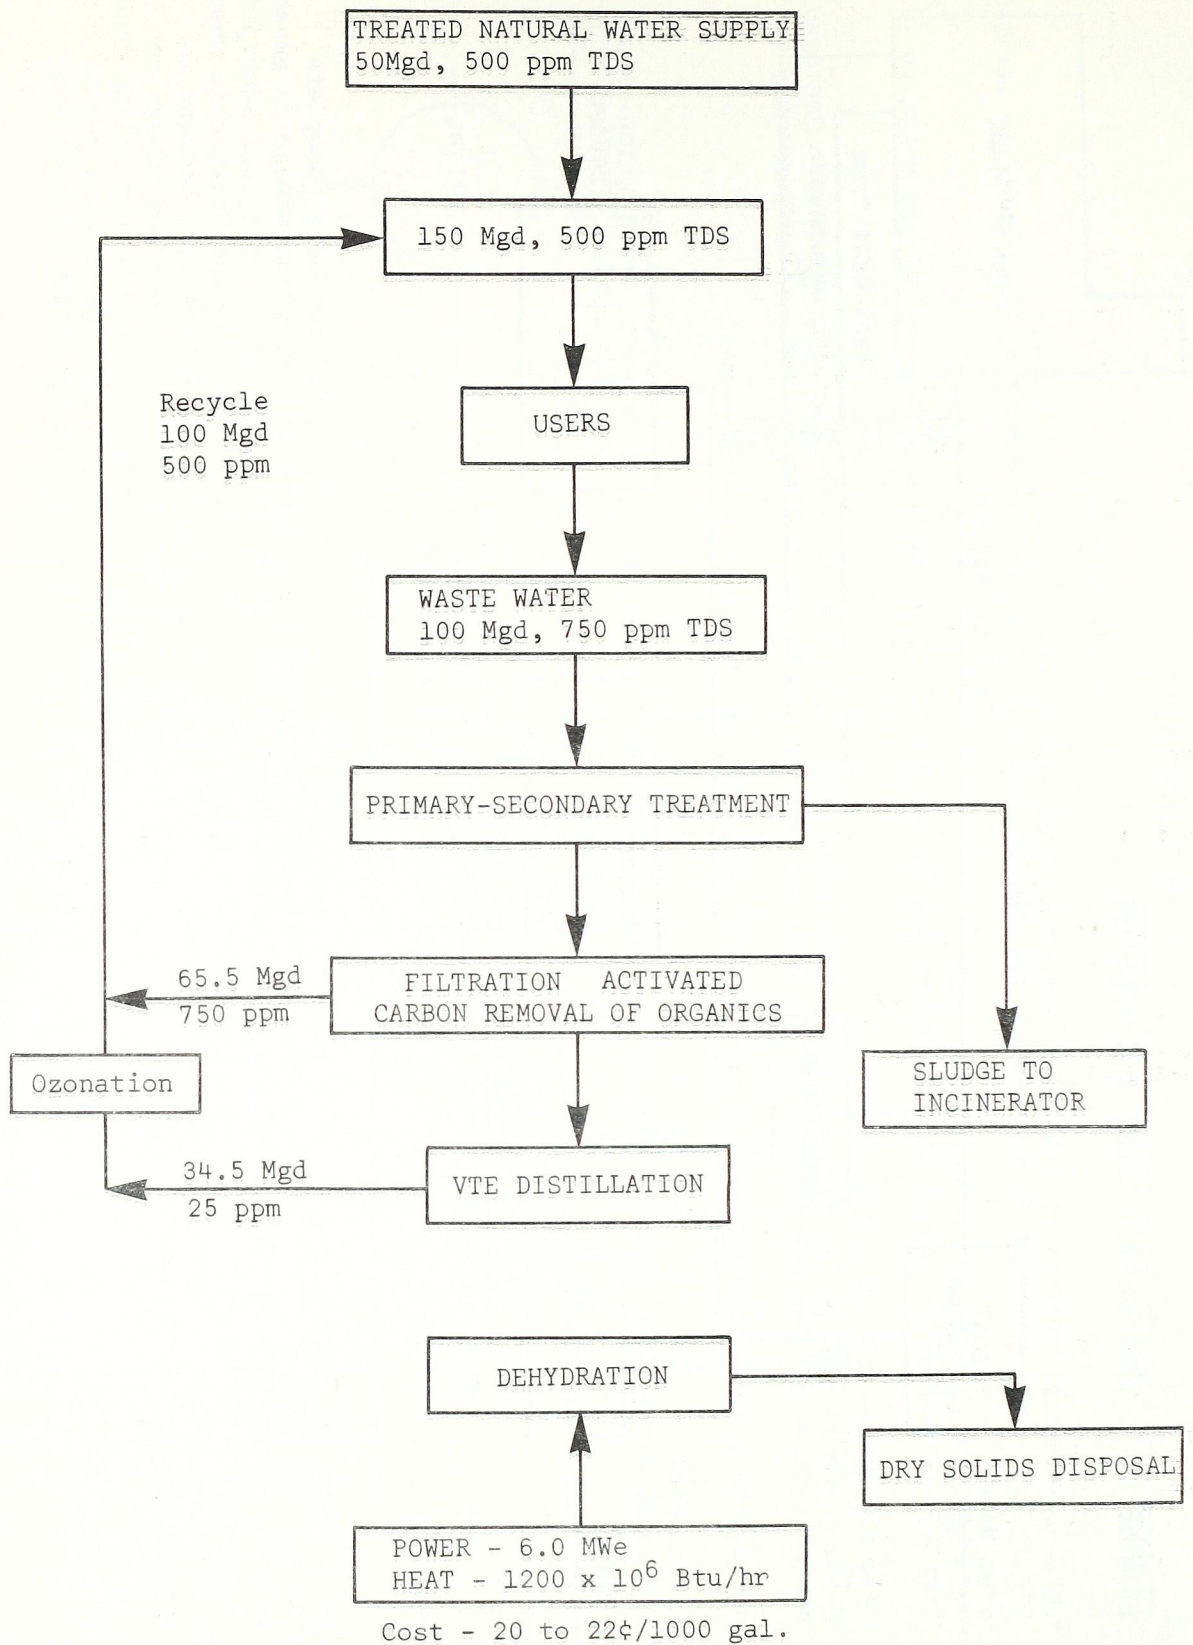 TREATED NATURAL WATER SUPPLY
50Mgd, 500 ppm TDS
150 Mgd, 500 ppm TDS
Recycle
100 Mgd
500 ppm
USERS
WASTE WATER
100 Mgd, 750 ppm TDS
PRIMARY-SECONDARY TREATMENT
65.5 Mgd
750 ppm
FILTRATION ACTIVATED
CARBON REMOVAL OF ORGANICS
Ozonation
SLUDGE TO
INCINERATOR
34.5 Mgd
25 ppm
VTE DISTILLATION
DEHYDRATION
DRY SOLIDS DISPOSAL
POWER - 6.0 MWe
HEAT - 1200 x 10⁶ Btu/hr
Cost - 20 to 22¢/1000 gal.